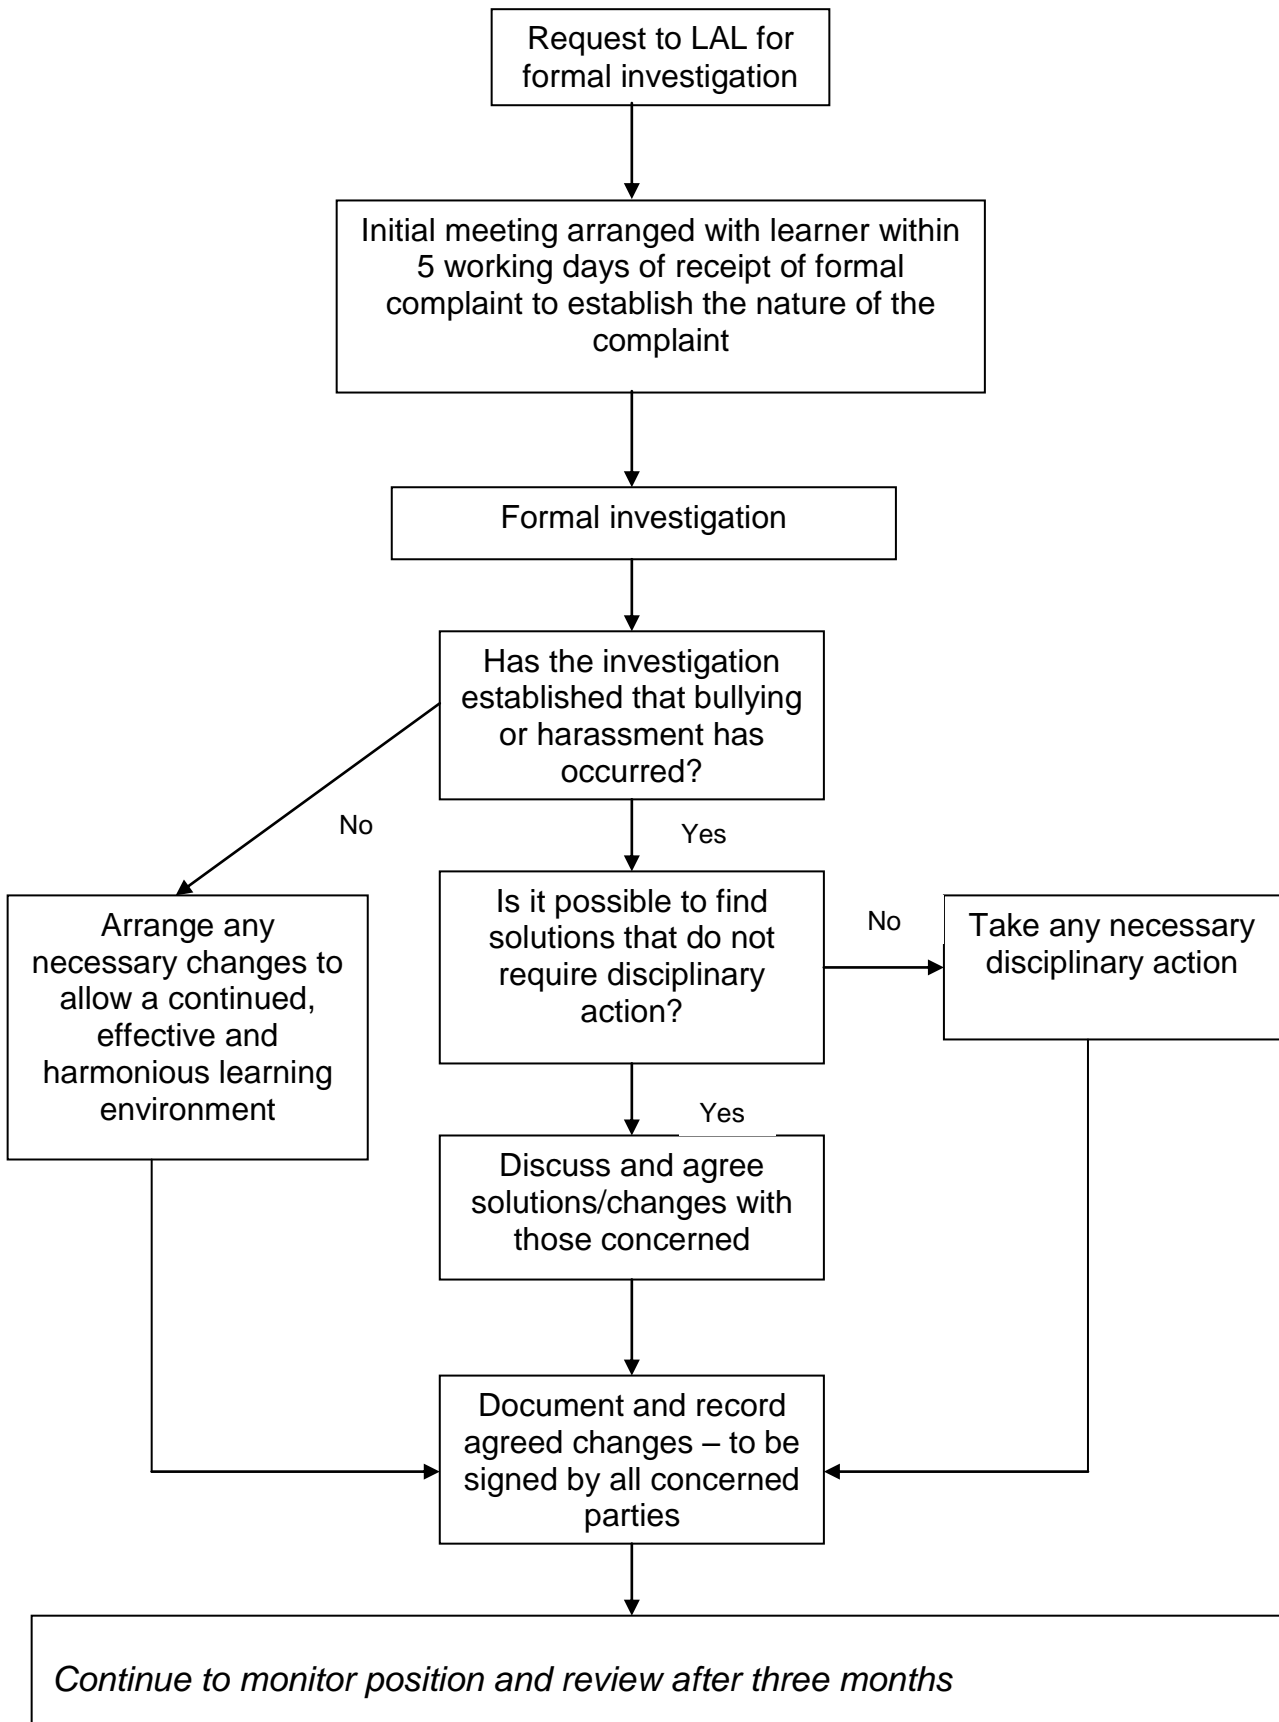 Request to LAL for
formal investigation
Initial meeting arranged with learner within
5 working days of receipt of formal
complaint to establish the nature of the
complaint
Formal investigation
Has the investigation
established that bullying
or harassment has
occurred?
No
Yes
Arrange any
necessary changes to
allow a continued,
effective and
harmonious learning
environment
Is it possible to find
solutions that do not
require disciplinary
action?
No
Take any necessary
disciplinary action
Yes
Discuss and agree
solutions/changes with
those concerned
Document and record
agreed changes – to be
signed by all concerned
parties
Continue to monitor position and review after three months